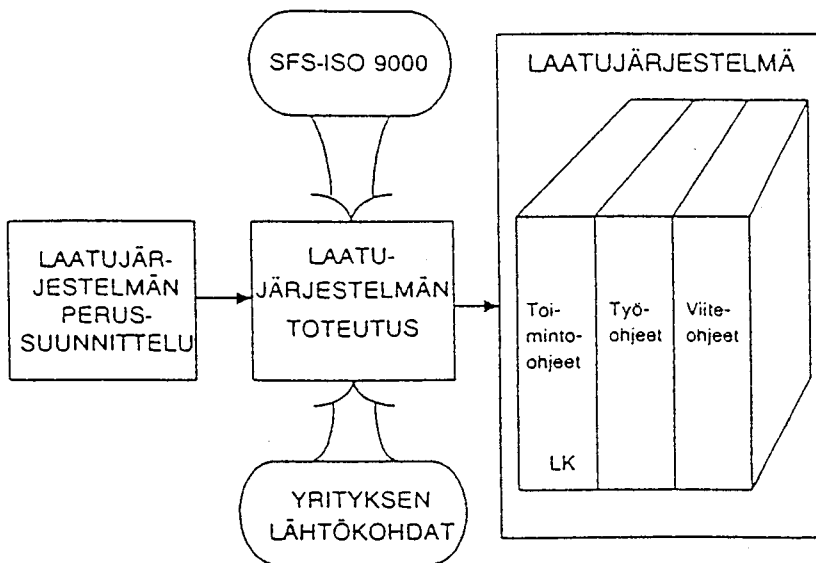 SFS-ISO 9000
LAATUJÄRJESTELMÄ
LAATUJÄR-
JESTELMÄN
PERUS-
SUUNNITTELU
LAATU-
JÄRJESTELMÄN
TOTEUTUS
Toi-
minto-
ohjeet
LK
Työ-
ohjeet
Viite-
ohjeet
YRITYKSEN
LÄHTÖKOHDAT